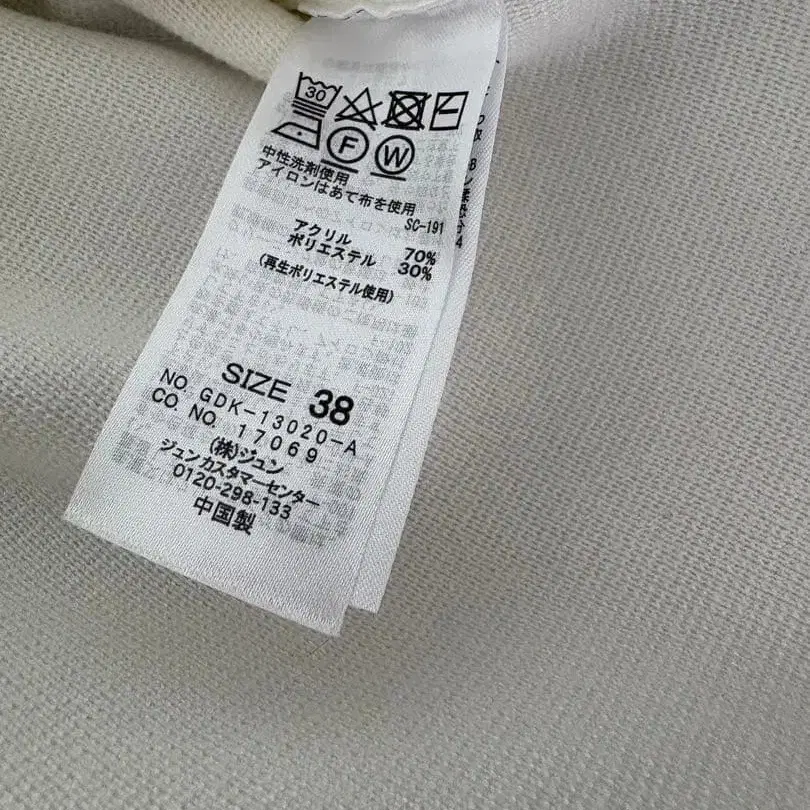 30
F W
中性洗剤使用
アイロンはあて布を使用
SC-191
アクリル 70%
ポリエステル 30%
(再生ポリエステル使用)
SIZE 38
NO. GDK-13020-A
CO. NO. 17069
(株)ジュン
ジュンカスタマーセンター
0120-298-133
中国製